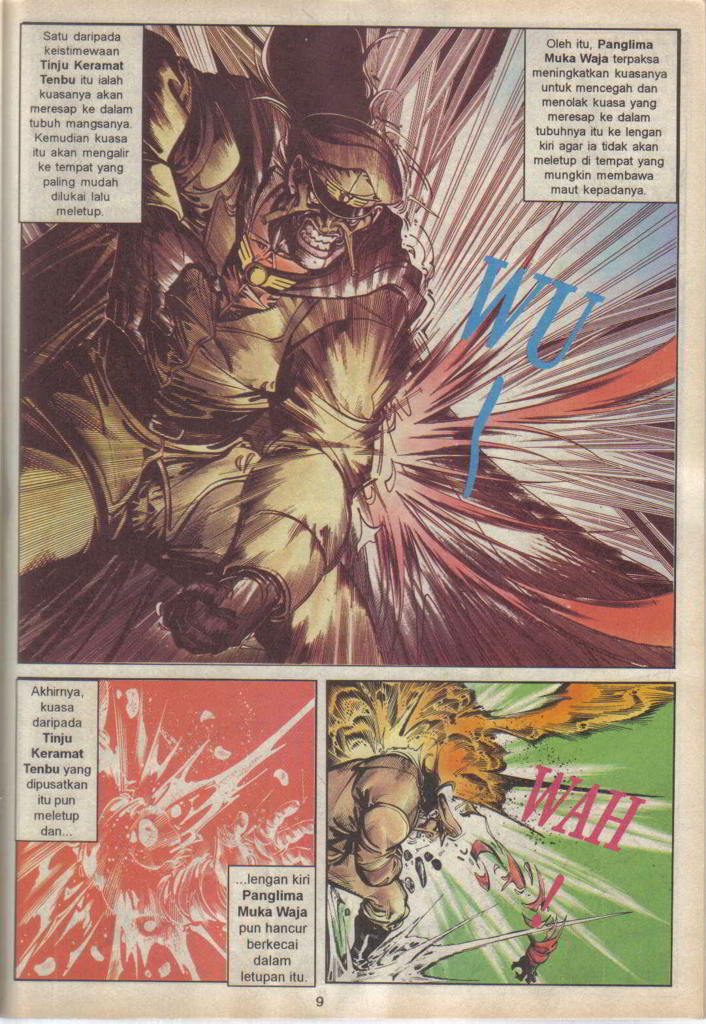 Satu daripada
keistimewaan
Tinju Keramat
Tenbu itu ialah
kuasanya akan
meresap ke dalam
tubuh mangsanya.
Kemudian kuasa
itu akan mengalir
ke tempat yang
paling mudah
dilukai lalu
meletup.
Oleh itu, Panglima
Muka Waja terpaksa
meningkatkan kuasanya
untuk mencegah dan
menolak kuasa yang
meresap ke dalam
tubuhnya itu ke lengan
kiri agar ia tidak akan
meletup di tempat yang
mungkin membawa
maut kepadanya.
WU
Akhirnya,
kuasa
daripada
Tinju
Keramat
Tenbu yang
dipusatkan
itu pun
meletup
dan...
...lengan kiri
Panglima
Muka Waja
pun hancur
berkecai
dalam
letupan itu.
WAH
!
9